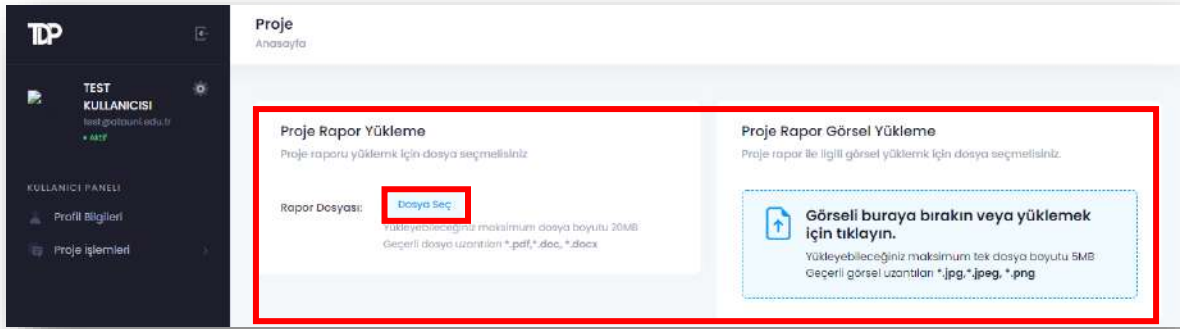 TDP
TEST
KULLANICISI
test@atauni.edu.tr
• Aktif
KULLANICI PANELİ
Profil Bilgileri
Proje İşlemleri
Proje
Anasayfa
Proje Rapor Yükleme
Proje raporu yüklemk için dosya seçmelisiniz
Rapor Dosyası:
Dosya Seç
Yükleyebileceğiniz maksimum dosya boyutu 20MB
Geçerli dosya uzantıları *.pdf,*.doc, *.docx
Proje Rapor Görsel Yükleme
Proje rapor ile ilgili görsel yüklemk için dosya seçmelisiniz.
Görseli buraya bırakın veya yüklemek
için tıklayın.
Yükleyebileceğiniz maksimum tek dosya boyutu 5MB
Geçerli görsel uzantıları *.jpg,*.jpeg, *.png